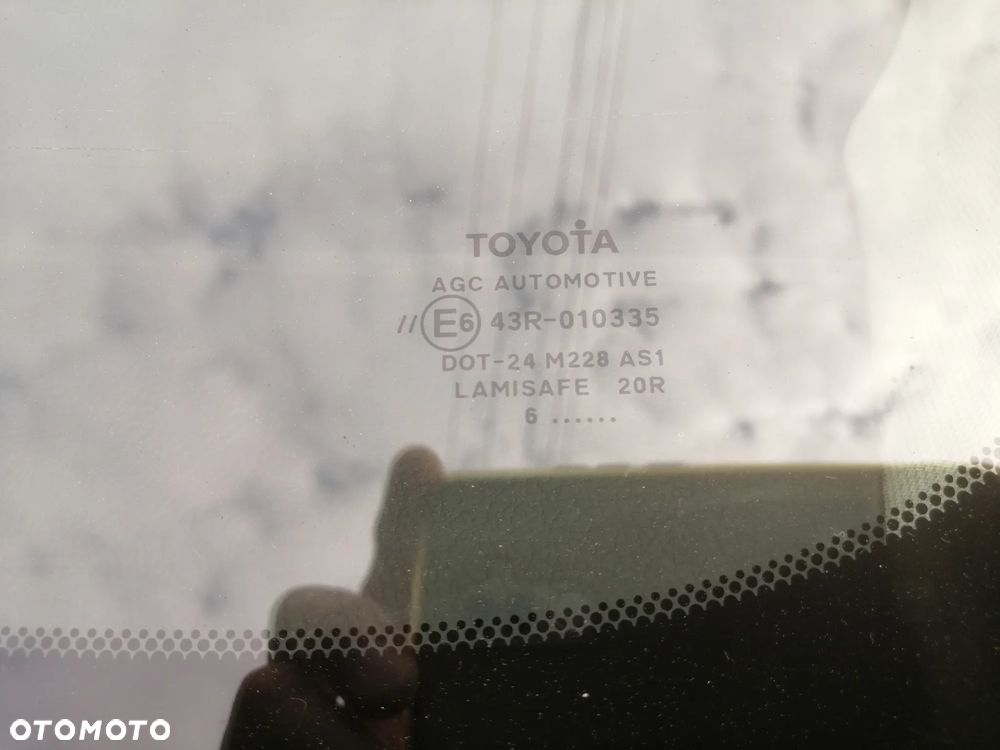 TOYOTA
AGC AUTOMOTIVE
// E6 43R-010335
DOT-24 M228 AS1
LAMISAFE 20R
6 ......
OTOMOTO